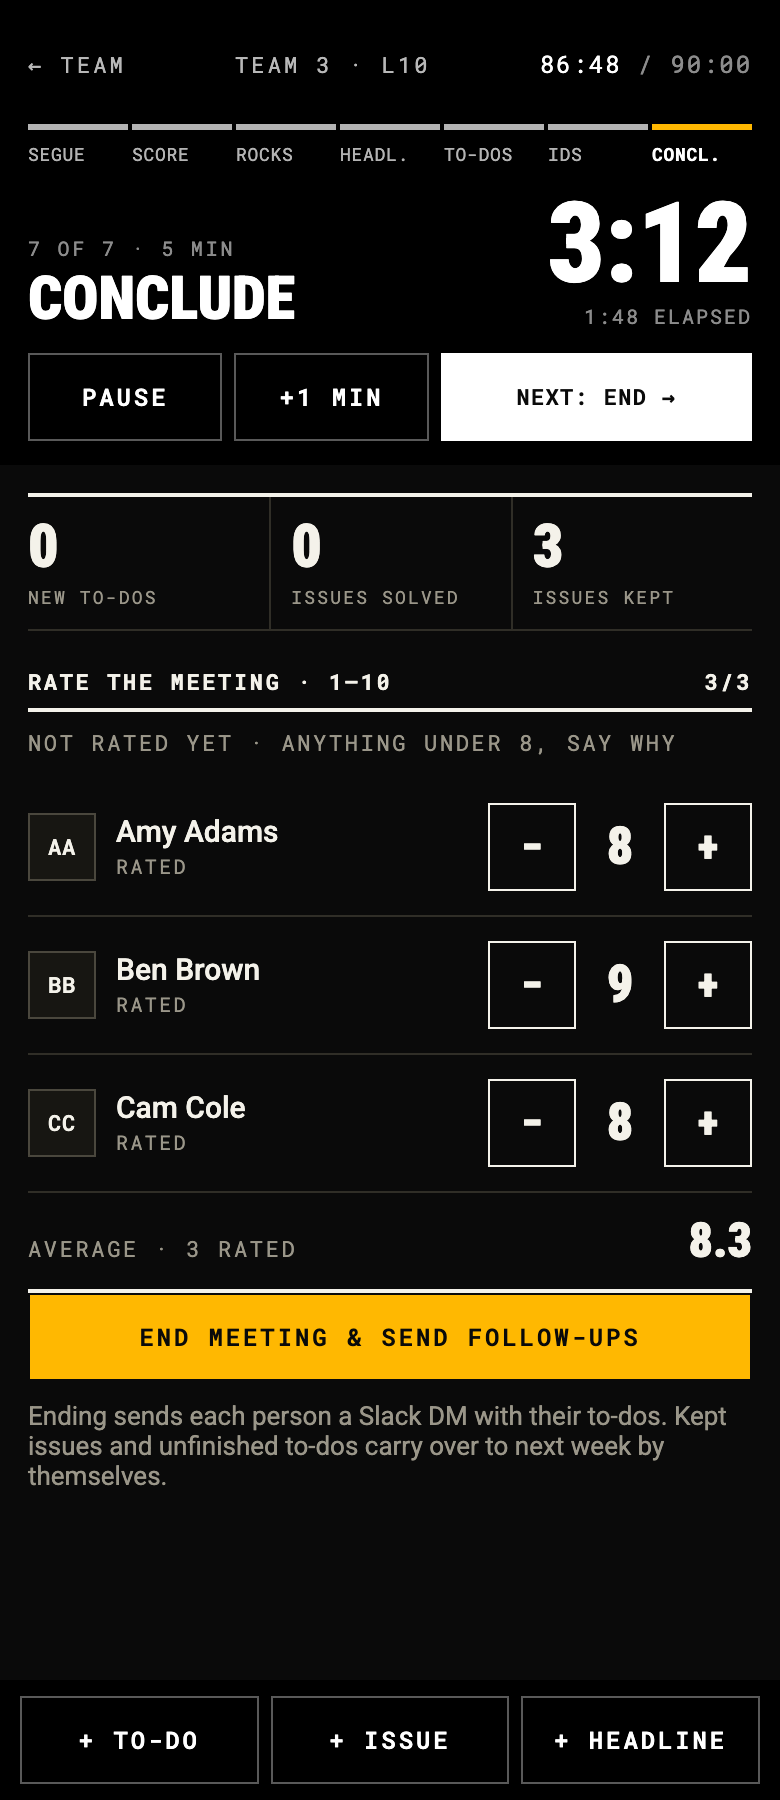 ← TEAM
TEAM 3 · L10
86:48 / 90:00
SEGUE SCORE ROCKS HEADL. TO-DOS IDS CONCL.
7 OF 7 · 5 MIN
CONCLUDE
3:12
1:48 ELAPSED
PAUSE
+1 MIN
NEXT: END →
0
NEW TO-DOS
0
ISSUES SOLVED
3
ISSUES KEPT
RATE THE MEETING · 1–10
3/3
NOT RATED YET · ANYTHING UNDER 8, SAY WHY
AA
Amy Adams
RATED
− 8 +
BB
Ben Brown
RATED
− 9 +
CC
Cam Cole
RATED
− 8 +
AVERAGE · 3 RATED
8.3
END MEETING & SEND FOLLOW-UPS
Ending sends each person a Slack DM with their to-dos. Kept
issues and unfinished to-dos carry over to next week by
themselves.
+ TO-DO
+ ISSUE
+ HEADLINE